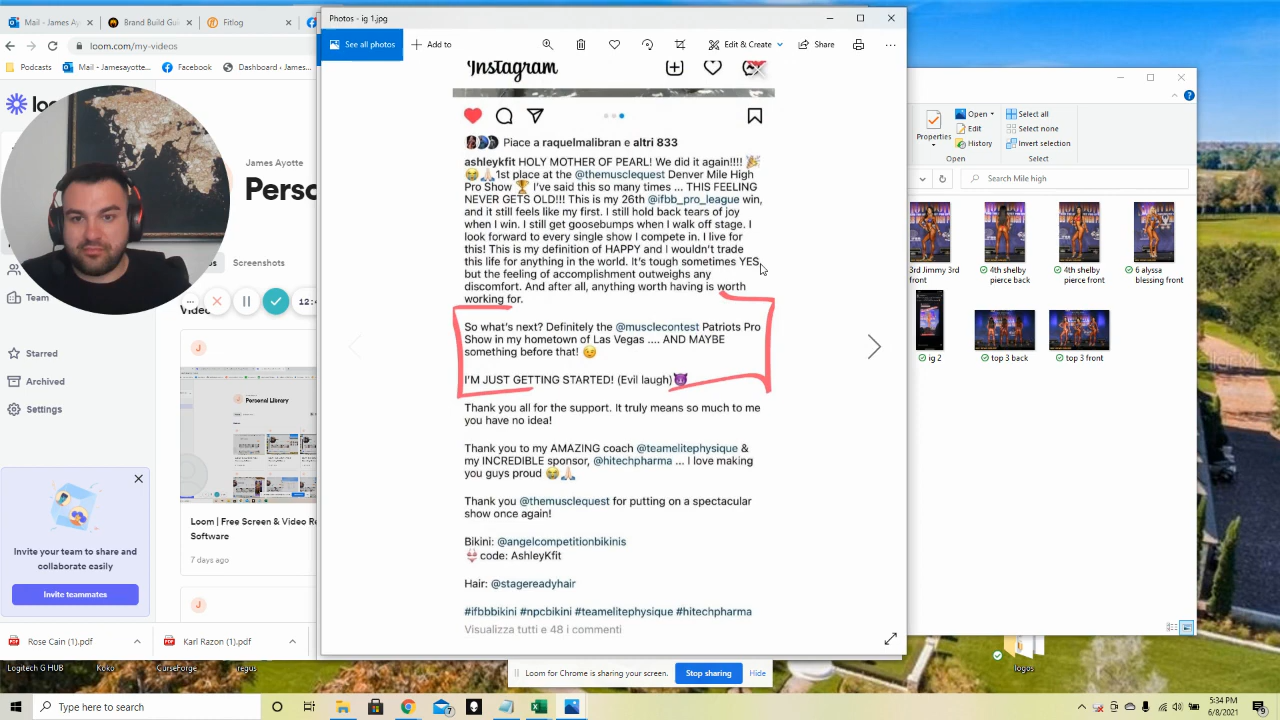 Photos - ig 1.jpg
Mail - James Ay
Brand Build Gui
Fitlog
loom.com/my-videos
Podcasts
Mail - Jamesayotte...
Facebook
Dashboard - James...
See all photos
Add to
Edit & Create
Share
Instagram
Piace a raquelmalibran e altri 833
ashleykfit HOLY MOTHER OF PEARL! We did it again!!!! 🎉
😭🙏🏻1st place at the @themusclequest Denver Mile High
Pro Show 🏆 I've said this so many times ... THIS FEELING
NEVER GETS OLD!!! This is my 26th @ifbb_pro_league win,
and it still feels like my first. I still hold back tears of joy
when I win. I still get goosebumps when I walk off stage. I
look forward to every single show I compete in. I live for
this! This is my definition of HAPPY and I wouldn't trade
this life for anything in the world. It's tough sometimes YES,
but the feeling of accomplishment outweighs any
discomfort. And after all, anything worth having is worth
working for.
So what's next? Definitely the @musclecontest Patriots Pro
Show in my hometown of Las Vegas .... AND MAYBE
something before that! 😉
I'M JUST GETTING STARTED! (Evil laugh)😈
Thank you all for the support. It truly means so much to me
you have no idea!
Thank you to my AMAZING coach @teamelitephysique &
my INCREDIBLE sponsor, @hitechpharma ... I love making
you guys proud 😭🙏🏻
Thank you @themusclequest for putting on a spectacular
show once again!
Bikini: @angelcompetitionbikinis
👙code: AshleyKfit
Hair: @stagereadyhair
#ifbbbikini #npcbikini #teamelitephysique #hitechpharma
Visualizza tutti e 48 i commenti
loo
James Ayotte
Perso
Screenshots
Team
Video
12:4
Starred
Archived
Settings
J
Personal Library
Loom | Free Screen & Video Re
Software
7 days ago
J
Invite your team to share and
collaborate easily
Invite teammates
Rose Cain (1).pdf
Karl Razon (1).pdf
Properties
Open
Edit
History
Open
Select all
Select none
Invert selection
Select
Search Mile high
3rd Jimmy 3rd
4th shelby
pierce back
4th shelby
pierce front
6 alyssa
blessing front
ig 2
top 3 back
top 3 front
logos
Logitech G HUB
Koko
CurseForge
fregus
Loom for Chrome is sharing your screen.
Stop sharing
Hide
Type here to search
7
5:34 PM
6/8/2021
2